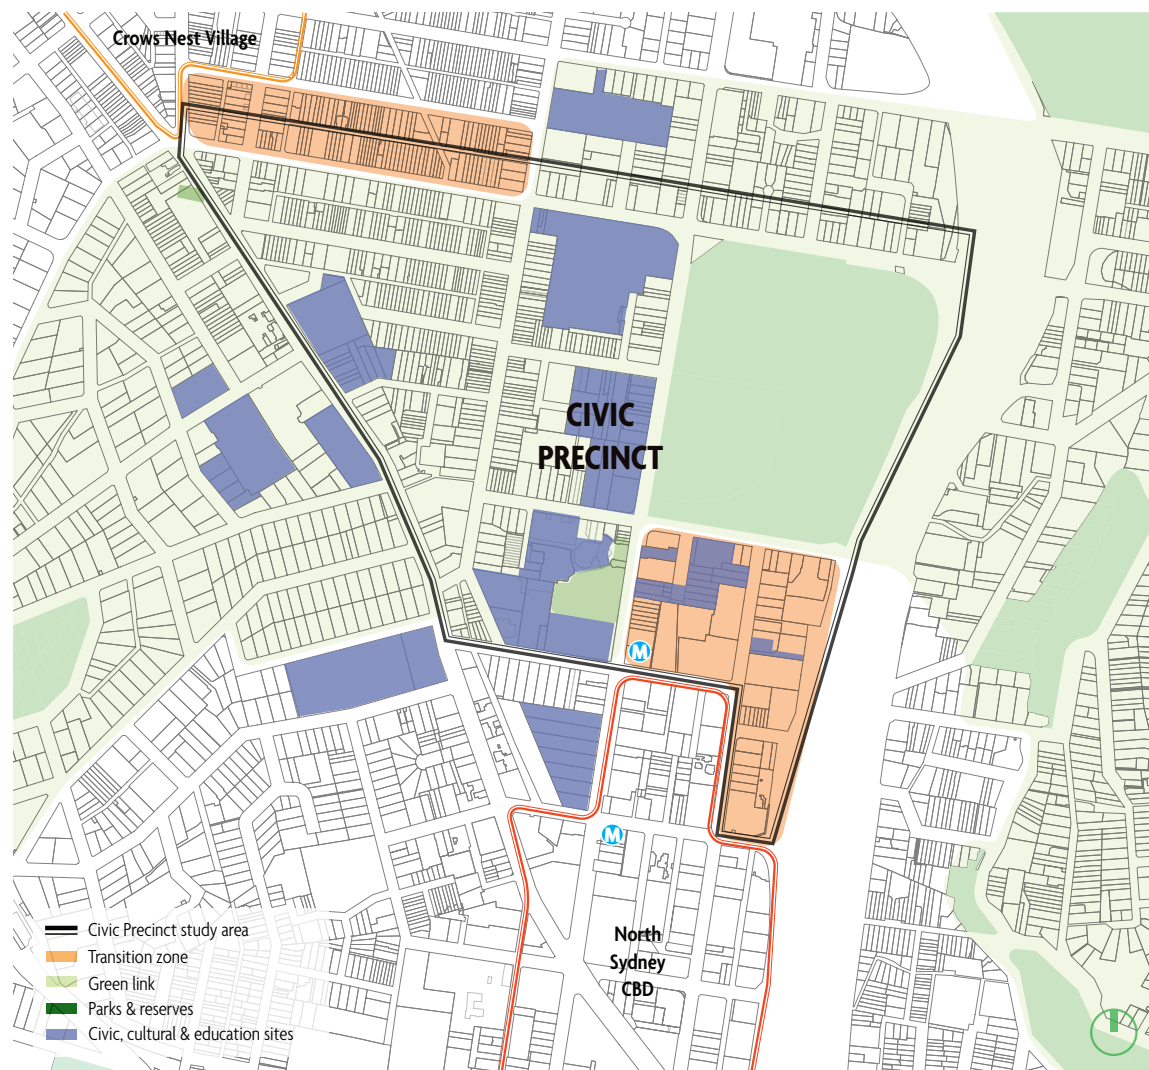 Crows Nest Village
CIVIC
PRECINCT
M
M
North
Sydney
CBD
Civic Precinct study area
Transition zone
Green link
Parks & reserves
Civic, cultural & education sites